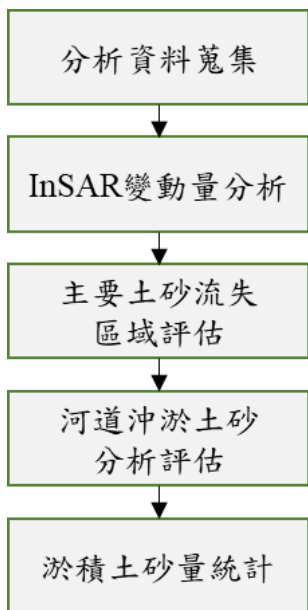 分析資料蒐集
InSAR變動量分析
主要土砂流失
區域評估
河道沖淤土砂
分析評估
淤積土砂量統計